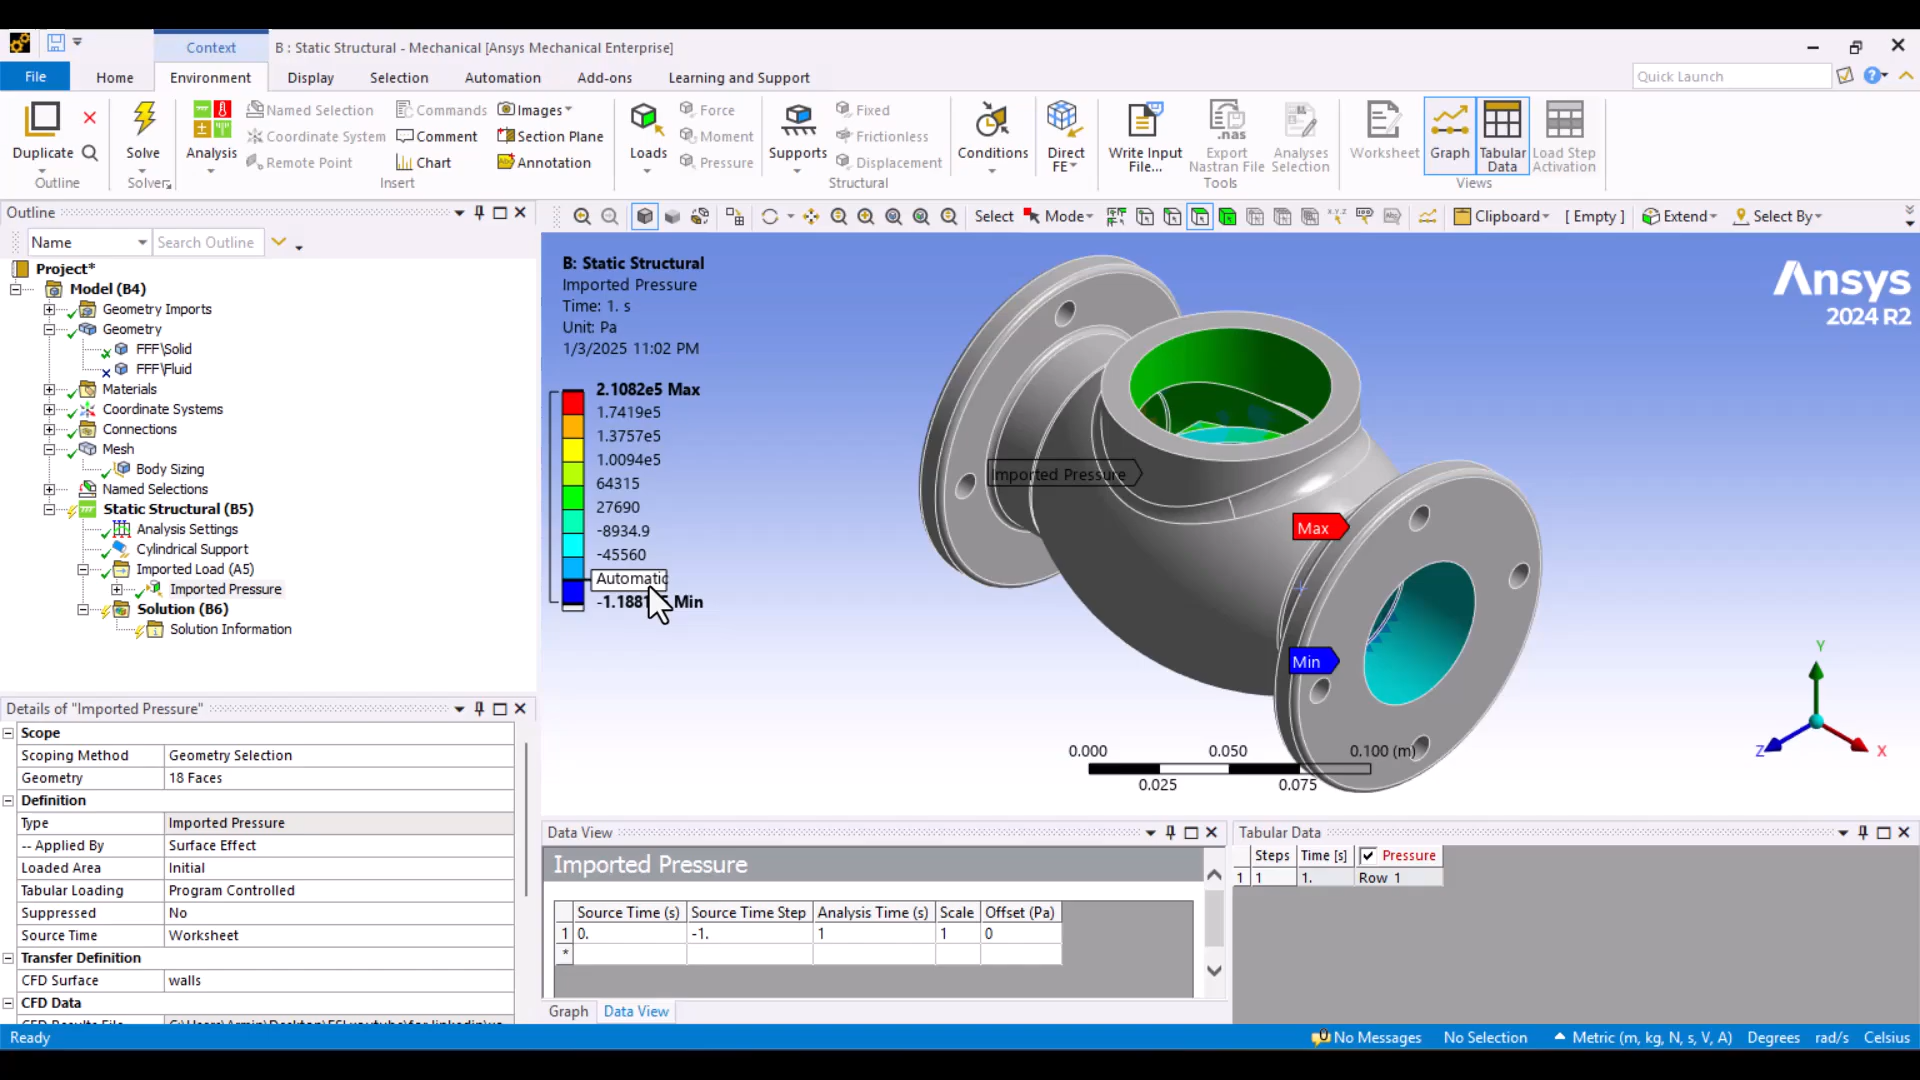 Context
B : Static Structural - Mechanical [Ansys Mechanical Enterprise]
File
Home
Environment
Display
Selection
Automation
Add-ons
Learning and Support
Quick Launch
Duplicate
Outline
Solve
Solver
Analysis
Named Selection
Coordinate System
Remote Point
Commands
Comment
Chart
Images
Section Plane
Annotation
Insert
Loads
Force
Moment
Pressure
Supports
Fixed
Frictionless
Displacement
Structural
Conditions
Direct
FE
Write Input
File...
.nas
Export
Nastran File
Analyses
Selection
Tools
Worksheet
Graph
Tabular
Data
Load Step
Activation
Views
Outline
Name
Search Outline
Project*
Model (B4)
Geometry Imports
Geometry
FFF\Solid
FFF\Fluid
Materials
Coordinate Systems
Connections
Mesh
Body Sizing
Named Selections
Static Structural (B5)
Analysis Settings
Cylindrical Support
Imported Load (A5)
Imported Pressure
Solution (B6)
Solution Information
Select
Mode
Clipboard
[ Empty ]
Extend
Select By
B: Static Structural
Imported Pressure
Time: 1. s
Unit: Pa
1/3/2025 11:02 PM
2.1082e5 Max
1.7419e5
1.3757e5
1.0094e5
64315
27690
-8934.9
-45560
Automatic
Min
Imported Pressure
Max
Min
Ansys
2024 R2
0.000
0.050
0.100 (m)
0.025
0.075
Y
Z
X
Details of "Imported Pressure"
Scope
Scoping Method Geometry Selection
Geometry 18 Faces
Definition
Type Imported Pressure
-- Applied By Surface Effect
Loaded Area Initial
Tabular Loading Program Controlled
Suppressed No
Source Time Worksheet
Transfer Definition
CFD Surface walls
CFD Data
Data View
Imported Pressure
Source Time (s) Source Time Step Analysis Time (s) Scale Offset (Pa)
1 0. -1. 1 1 0
*
Graph
Data View
Tabular Data
Steps Time [s] Pressure
1 1 1. Row 1
Ready
No Messages
No Selection
Metric (m, kg, N, s, V, A)
Degrees
rad/s
Celsius